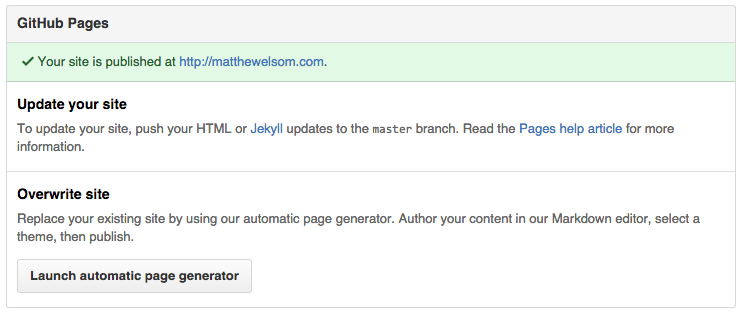 GitHub Pages
Your site is published at http://matthewelsom.com.
Update your site
To update your site, push your HTML or Jekyll updates to the master branch. Read the Pages help article for more
information.
Overwrite site
Replace your existing site by using our automatic page generator. Author your content in our Markdown editor, select a
theme, then publish.
Launch automatic page generator